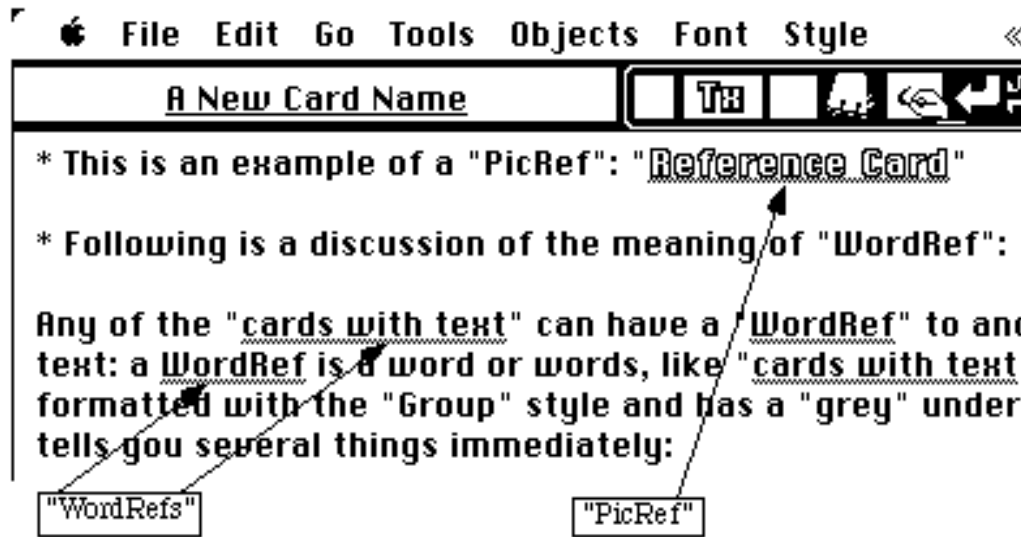 File Edit Go Tools Objects Font Style «
A New Card Name Tx
* This is an example of a "PicRef": "Reference Card"
* Following is a discussion of the meaning of "WordRef":
Any of the "cards with text" can have a "WordRef" to ano
text: a WordRef is a word or words, like "cards with text
formatted with the "Group" style and has a "grey" under
tells you several things immediately:
"WordRefs" "PicRef"